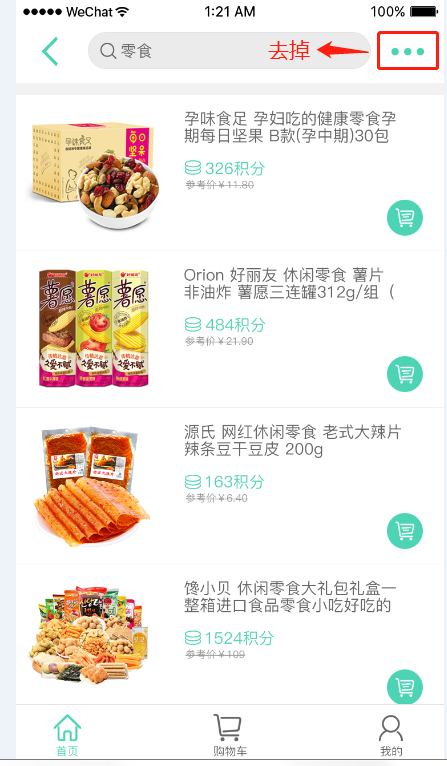 ●●●●● WeChat 1:21 AM 100%
零食 去掉
孕味食足 孕妇吃的健康零食孕
期每日坚果 B款(孕中期)30包
326积分
参考价￥11.80
Orion 好丽友 休闲零食 薯片
非油炸 薯愿三连罐312g/组（
484积分
参考价￥21.90
薯愿 薯愿 薯愿
源氏 网红休闲零食 老式大辣片
辣条豆干豆皮 200g
163积分
参考价￥6.40
馋小贝 休闲零食大礼包礼盒一
整箱进口食品零食小吃好吃的
1524积分
参考价￥109
首页 购物车 我的